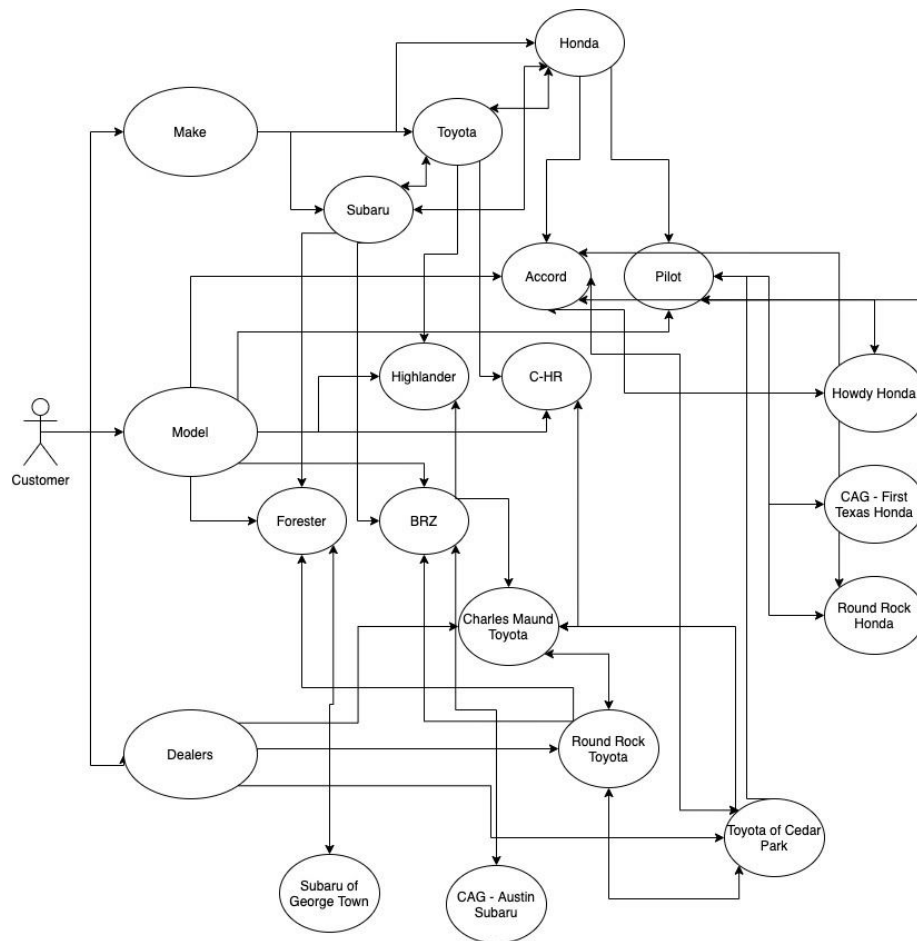 Honda
Make
Toyota
Subaru
Accord
Pilot
Highlander
C-HR
Howdy Honda
Model
Customer
Forester
BRZ
CAG - First
Texas Honda
Charles Maund
Toyota
Round Rock
Honda
Dealers
Round Rock
Toyota
Toyota of Cedar
Park
Subaru of
George Town
CAG - Austin
Subaru